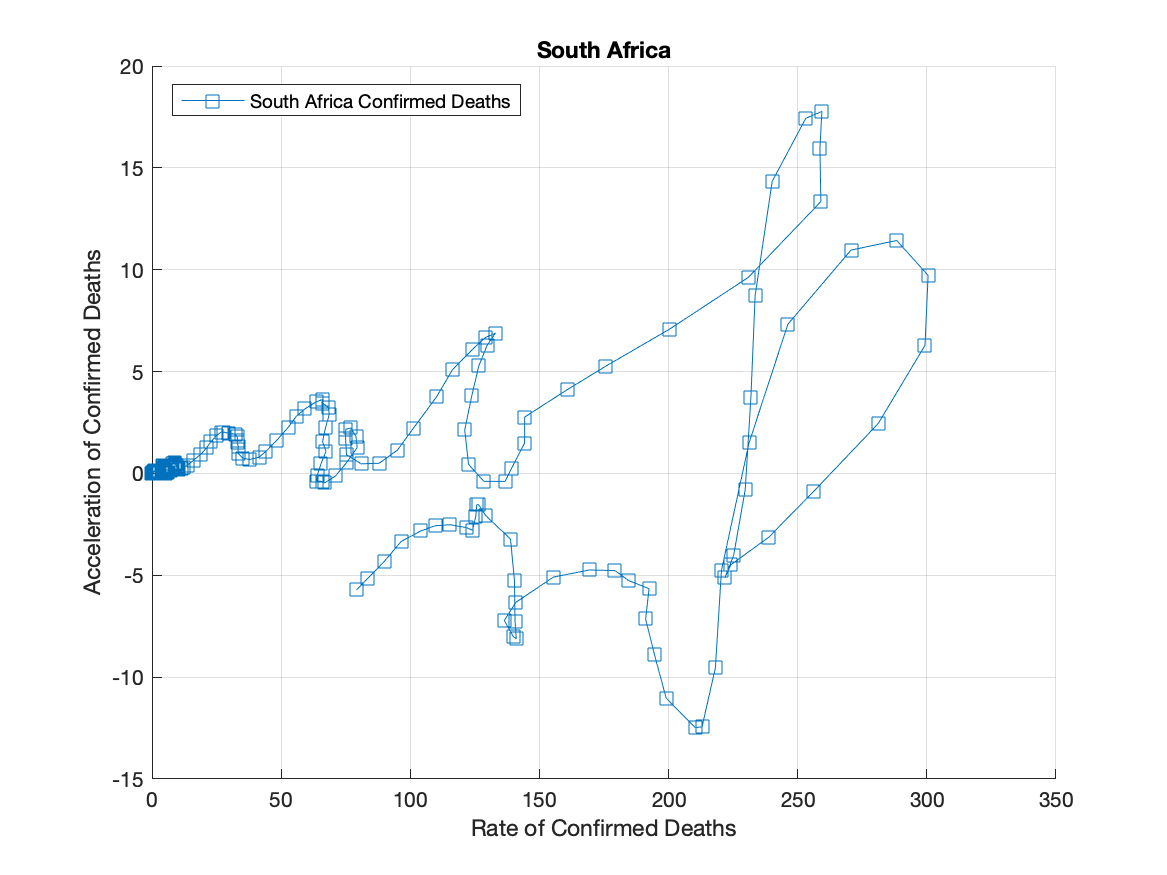 South Africa
South Africa Confirmed Deaths
20
15
10
5
0
-5
-10
-15
0 50 100 150 200 250 300 350
Rate of Confirmed Deaths
Acceleration of Confirmed Deaths